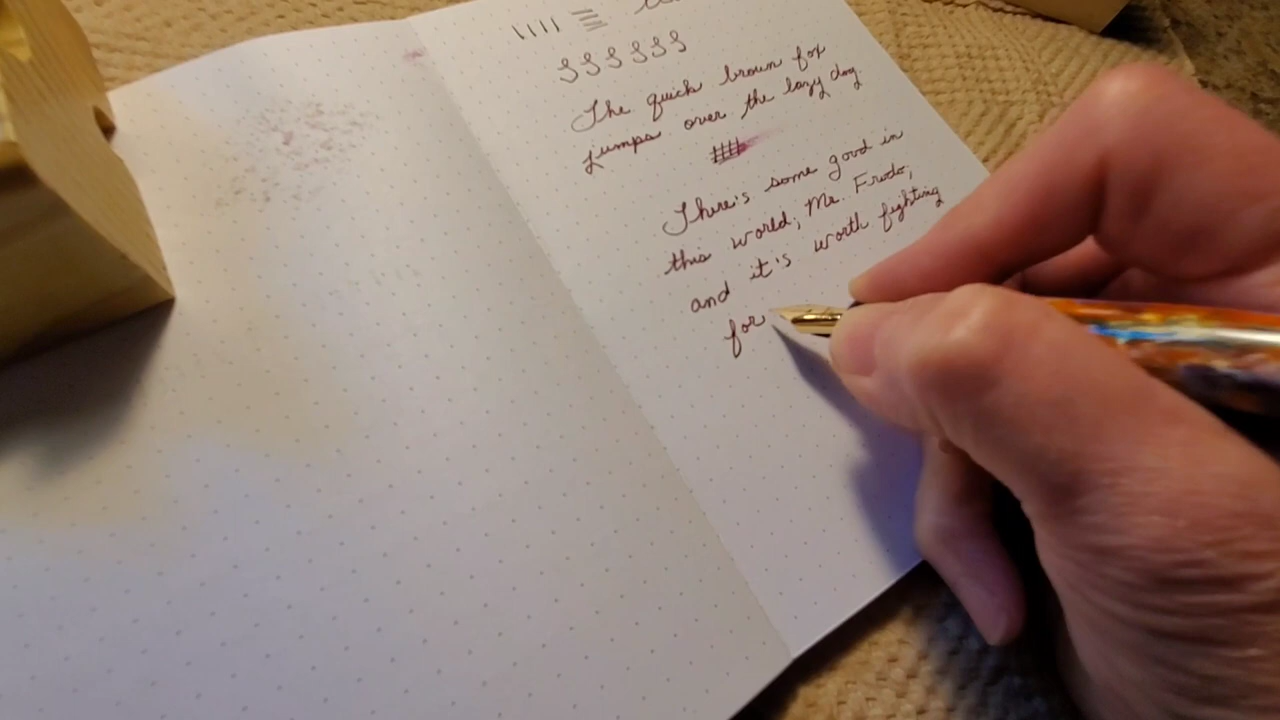 The quick brown fox
jumps over the lazy dog
There's some good in
this world, Mr. Frodo,
and it's worth fighting
for